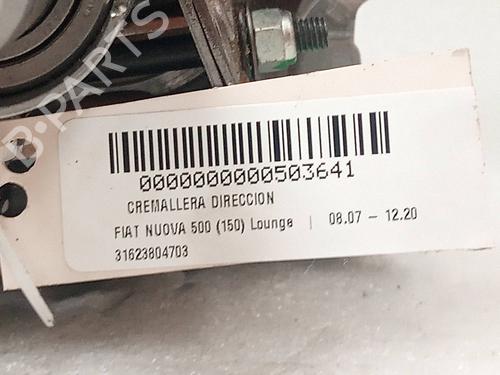 B-PARTS
0000000000503641
CREMALLERA DIRECCION
FIAT NUOVA 500 (150) Lounge | 08.07 – 12.20
31623804703